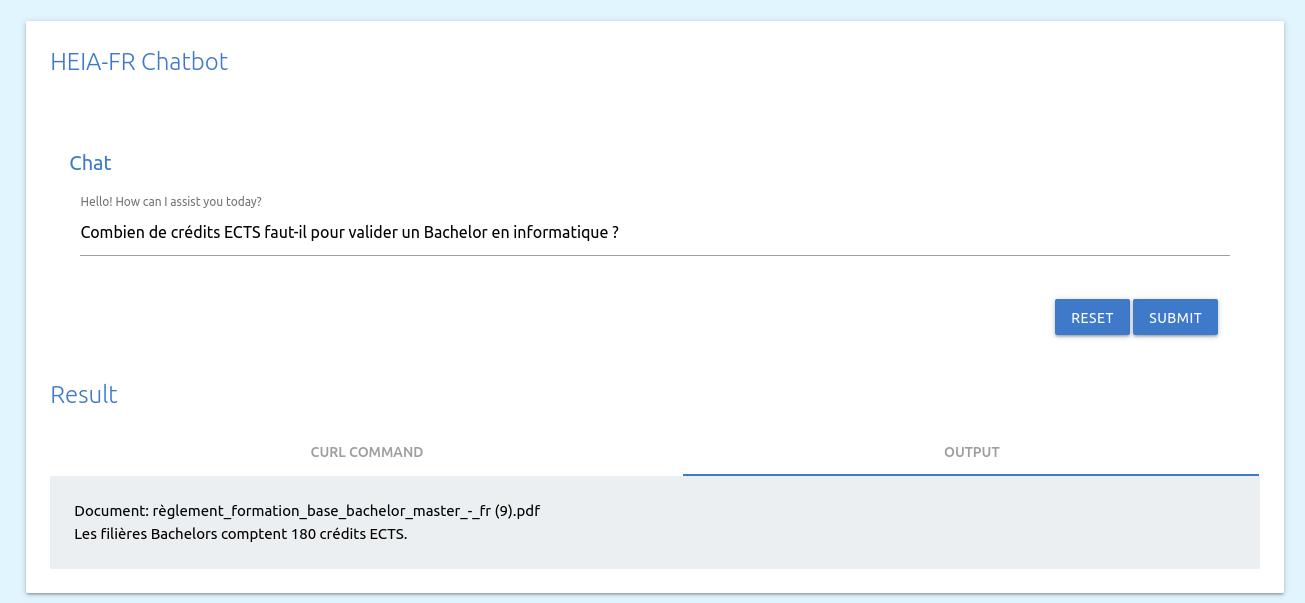 HEIA-FR Chatbot
Chat
Hello! How can I assist you today?
Combien de crédits ECTS faut-il pour valider un Bachelor en informatique ?
RESET SUBMIT
Result
CURL COMMAND OUTPUT
Document: règlement_formation_base_bachelor_master_-_fr (9).pdf
Les filières Bachelors comptent 180 crédits ECTS.